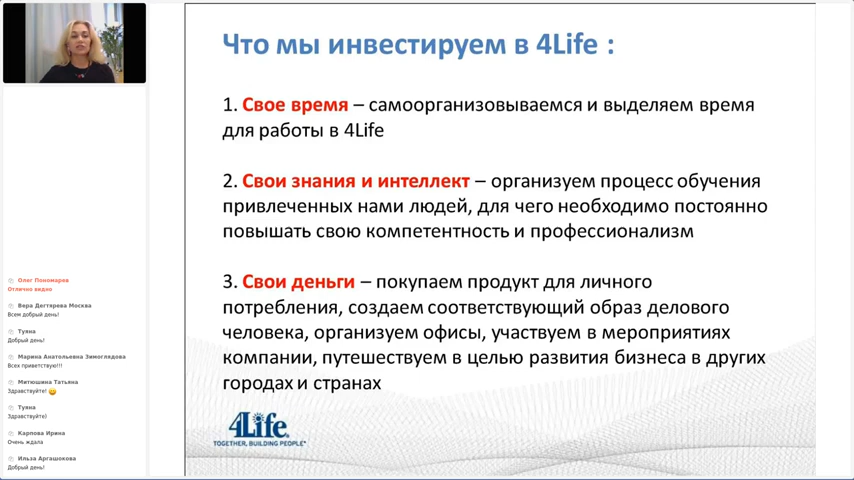 Что мы инвестируем в 4Life :
1. Свое время – самоорганизовываемся и выделяем время
для работы в 4Life
2. Свои знания и интеллект – организуем процесс обучения
привлеченных нами людей, для чего необходимо постоянно
повышать свою компетентность и профессионализм
3. Свои деньги – покупаем продукт для личного
потребления, создаем соответствующий образ делового
человека, организуем офисы, участвуем в мероприятиях
компании, путешествуем в целью развития бизнеса в других
городах и странах
4Life
TOGETHER, BUILDING PEOPLE
Олег Пономарев
Отлично видно
Вера Дегтярева Москва
Всем добрый день!
Туяна
Добрый день!
Марина Анатольевна Зимоглядова
Всех приветствую!!!
Митюшина Татьяна
Здравствуйте! 😀
Туяна
Здравствуйте)
Карпова Ирина
Очень ждала
Ильза Аргашокова
Добрый день!